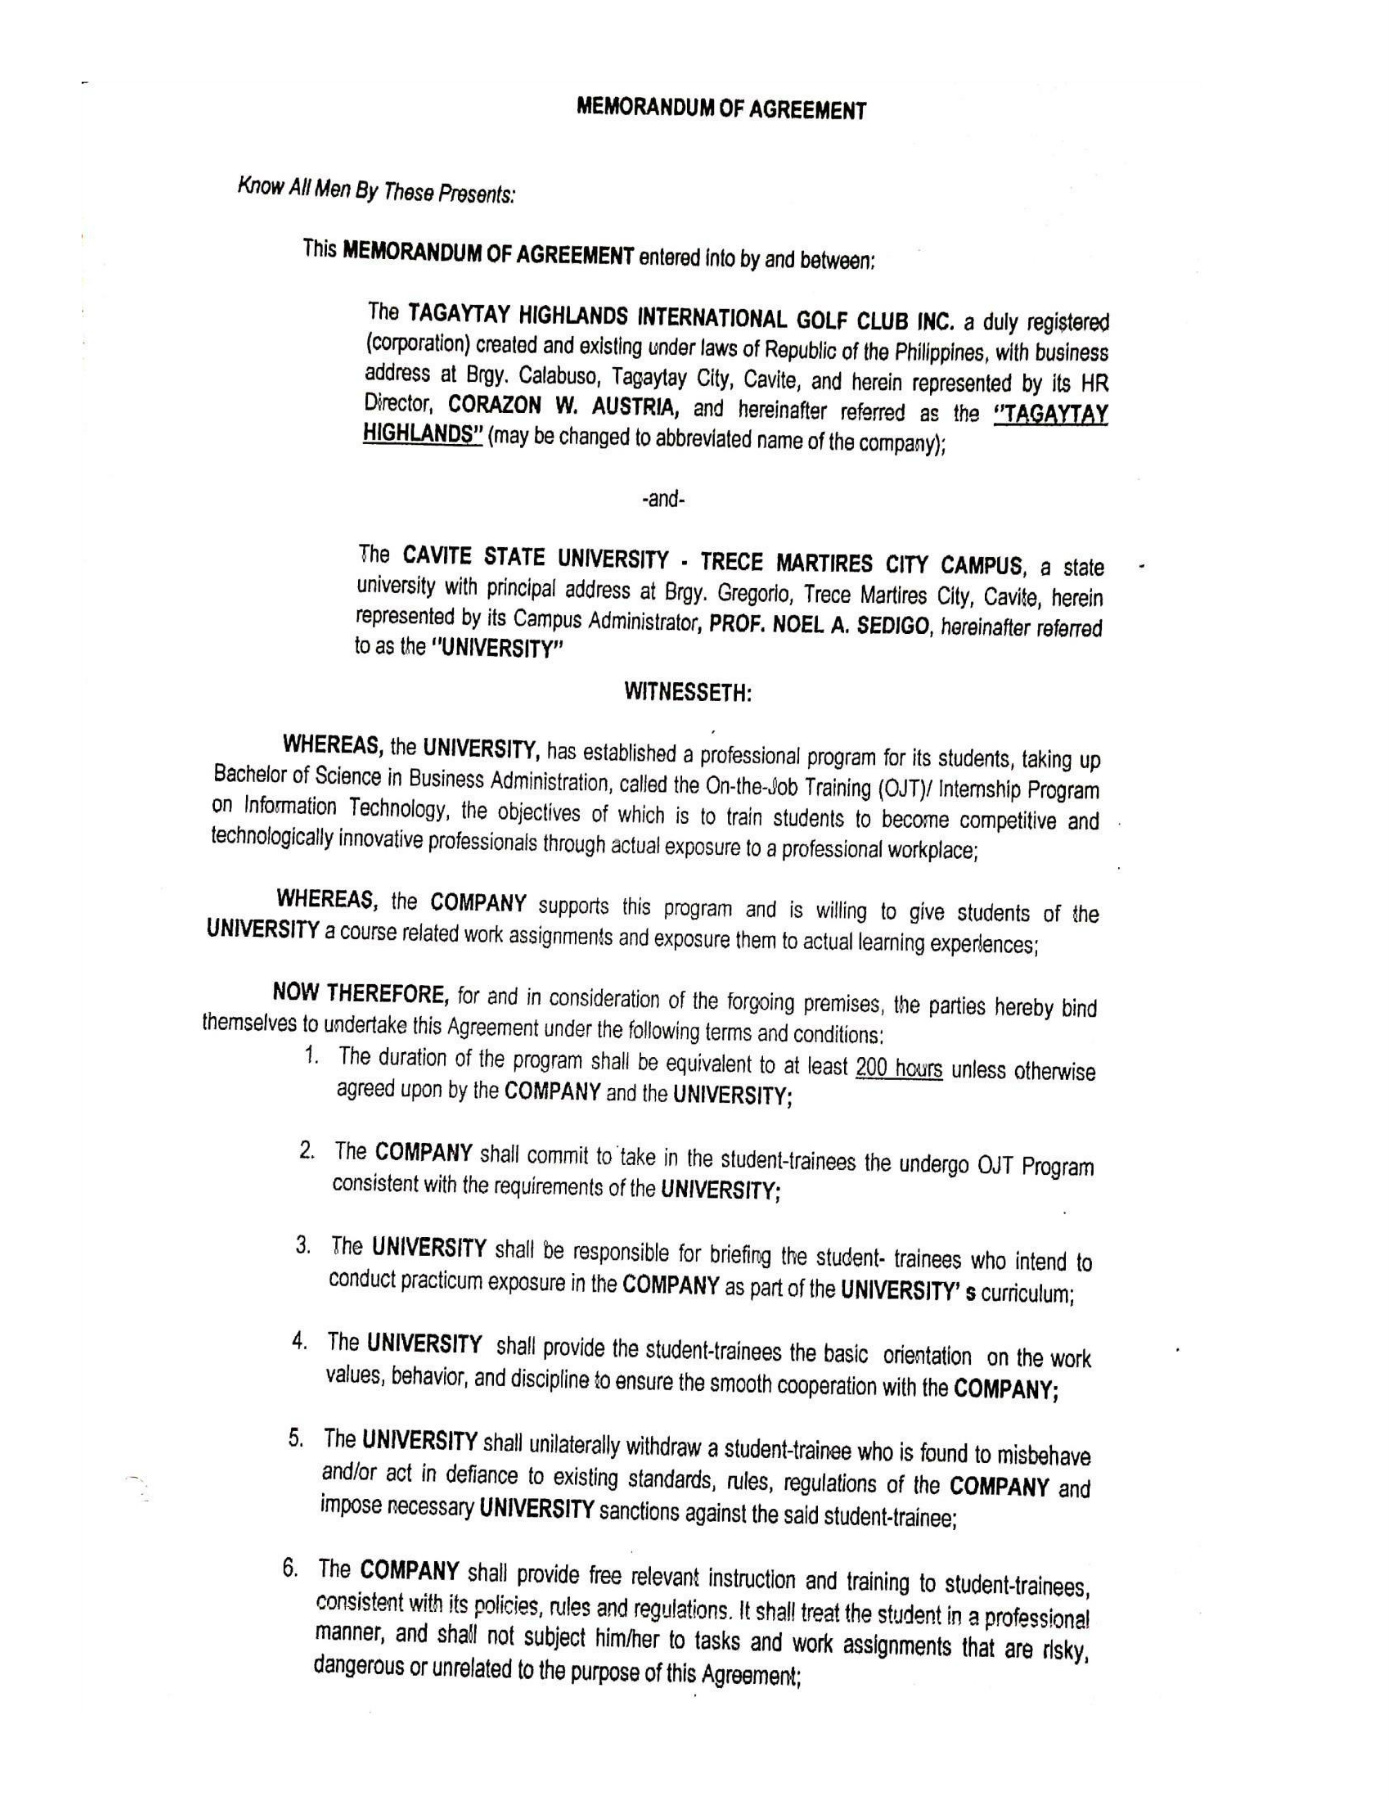 MEMORANDUM OF AGREEMENT
Know All Men By These Presents:
This MEMORANDUM OF AGREEMENT entered into by and between:
The TAGAYTAY HIGHLANDS INTERNATIONAL GOLF CLUB INC. a duly registered
(corporation) created and existing under laws of Republic of the Philippines, with business
address at Brgy. Calabuso, Tagaytay City, Cavite, and herein represented by its HR
Director, CORAZON W. AUSTRIA, and hereinafter referred as the "TAGAYTAY
HIGHLANDS" (may be changed to abbreviated name of the company);
-and-
The CAVITE STATE UNIVERSITY - TRECE MARTIRES CITY CAMPUS, a state
university with principal address at Brgy. Gregorio, Trece Martires City, Cavite, herein
represented by its Campus Administrator, PROF. NOEL A. SEDIGO, hereinafter referred
to as the "UNIVERSITY"
WITNESSETH:
WHEREAS, the UNIVERSITY, has established a professional program for its students, taking up
Bachelor of Science in Business Administration, called the On-the-Job Training (OJT)/ Internship Program
on Information Technology, the objectives of which is to train students to become competitive and
technologically innovative professionals through actual exposure to a professional workplace;
WHEREAS, the COMPANY supports this program and is willing to give students of the
UNIVERSITY a course related work assignments and exposure them to actual learning experiences;
NOW THEREFORE, for and in consideration of the forgoing premises, the parties hereby bind
themselves to undertake this Agreement under the following terms and conditions:
1. The duration of the program shall be equivalent to at least 200 hours unless otherwise
agreed upon by the COMPANY and the UNIVERSITY;
2. The COMPANY shall commit to take in the student-trainees the undergo OJT Program
consistent with the requirements of the UNIVERSITY;
3. The UNIVERSITY shall be responsible for briefing the student- trainees who intend to
conduct practicum exposure in the COMPANY as part of the UNIVERSITY' s curriculum;
4. The UNIVERSITY shall provide the student-trainees the basic orientation on the work
values, behavior, and discipline to ensure the smooth cooperation with the COMPANY;
5. The UNIVERSITY shall unilaterally withdraw a student-trainee who is found to misbehave
and/or act in defiance to existing standards, rules, regulations of the COMPANY and
impose necessary UNIVERSITY sanctions against the said student-trainee;
6. The COMPANY shall provide free relevant instruction and training to student-trainees,
consistent with its policies, rules and regulations. It shall treat the student in a professional
manner, and shall not subject him/her to tasks and work assignments that are risky,
dangerous or unrelated to the purpose of this Agreement;